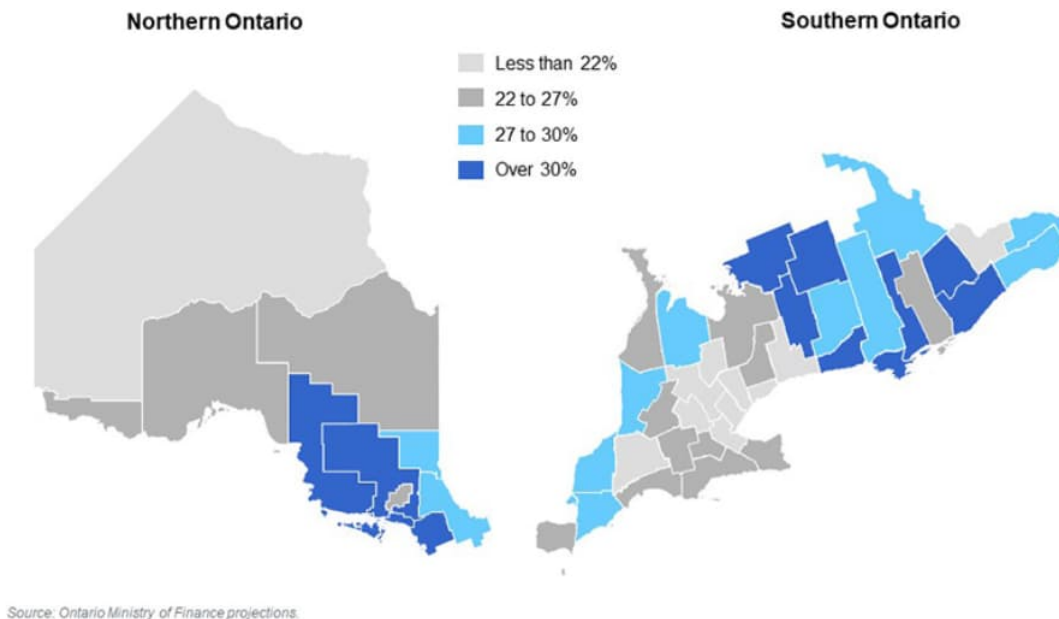 Northern Ontario
Southern Ontario
Less than 22%
22 to 27%
27 to 30%
Over 30%
Source: Ontario Ministry of Finance projections.